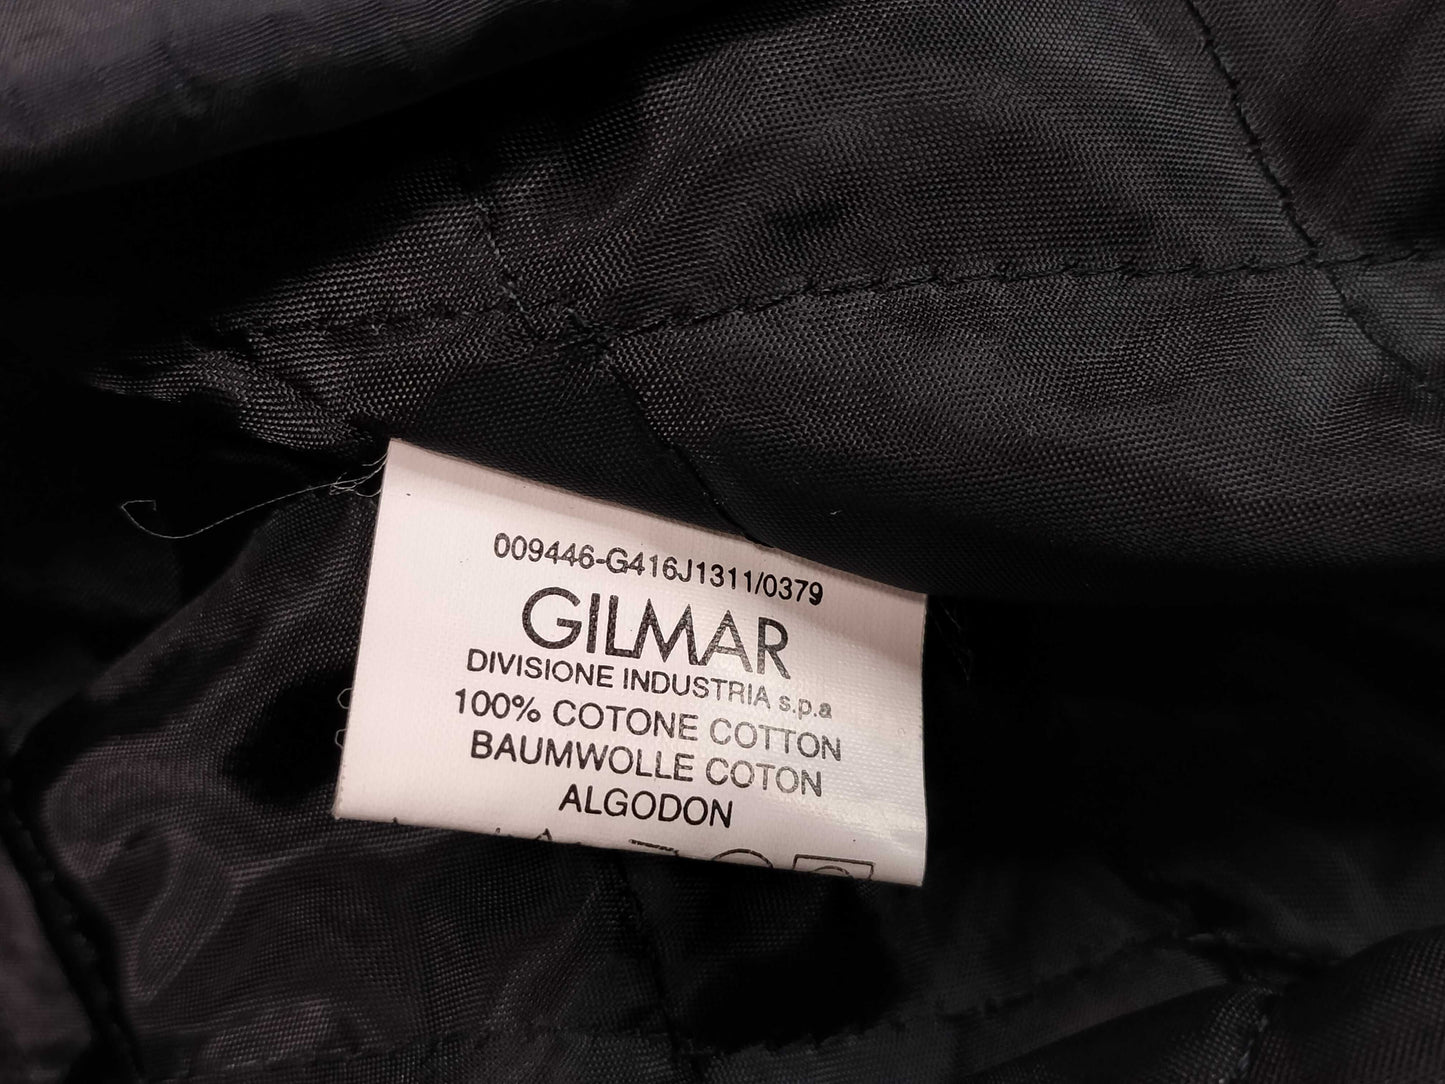 009446-G416J1311/0379
GILMAR
DIVISIONE INDUSTRIA s.p.a
100% COTONE COTTON
BAUMWOLLE COTON
ALGODON